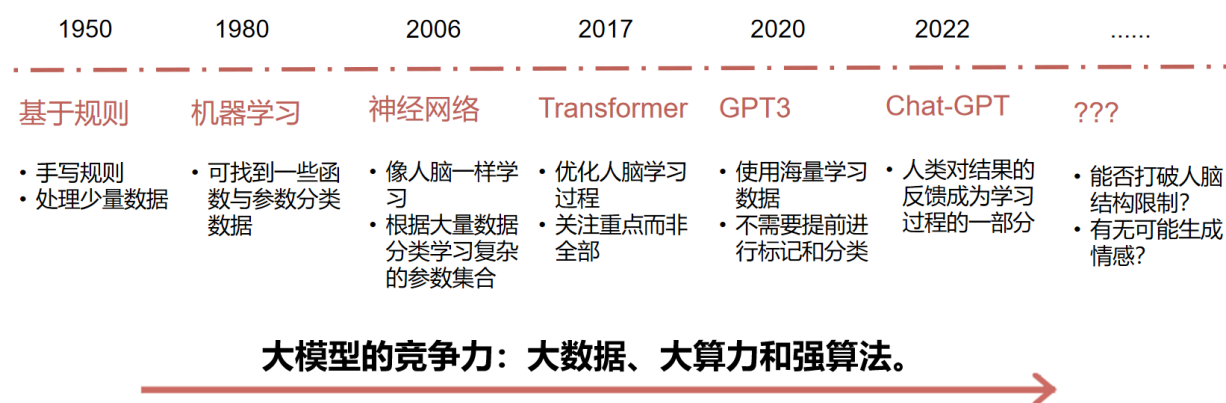 1950
1980
2006
2017
2020
2022
......
基于规则
机器学习
神经网络
Transformer
GPT3
Chat-GPT
???
• 手写规则
• 处理少量数据
• 可找到一些函
数与参数分类
数据
• 像人脑一样学
习
• 根据大量数据
分类学习复杂
的参数集合
• 优化人脑学习
过程
• 关注重点而非
全部
• 使用海量学习
数据
• 不需要提前进
行标记和分类
• 人类对结果的
反馈成为学习
过程的一部分
• 能否打破人脑
结构限制？
• 有无可能生成
情感？
大模型的竞争力：大数据、大算力和强算法。